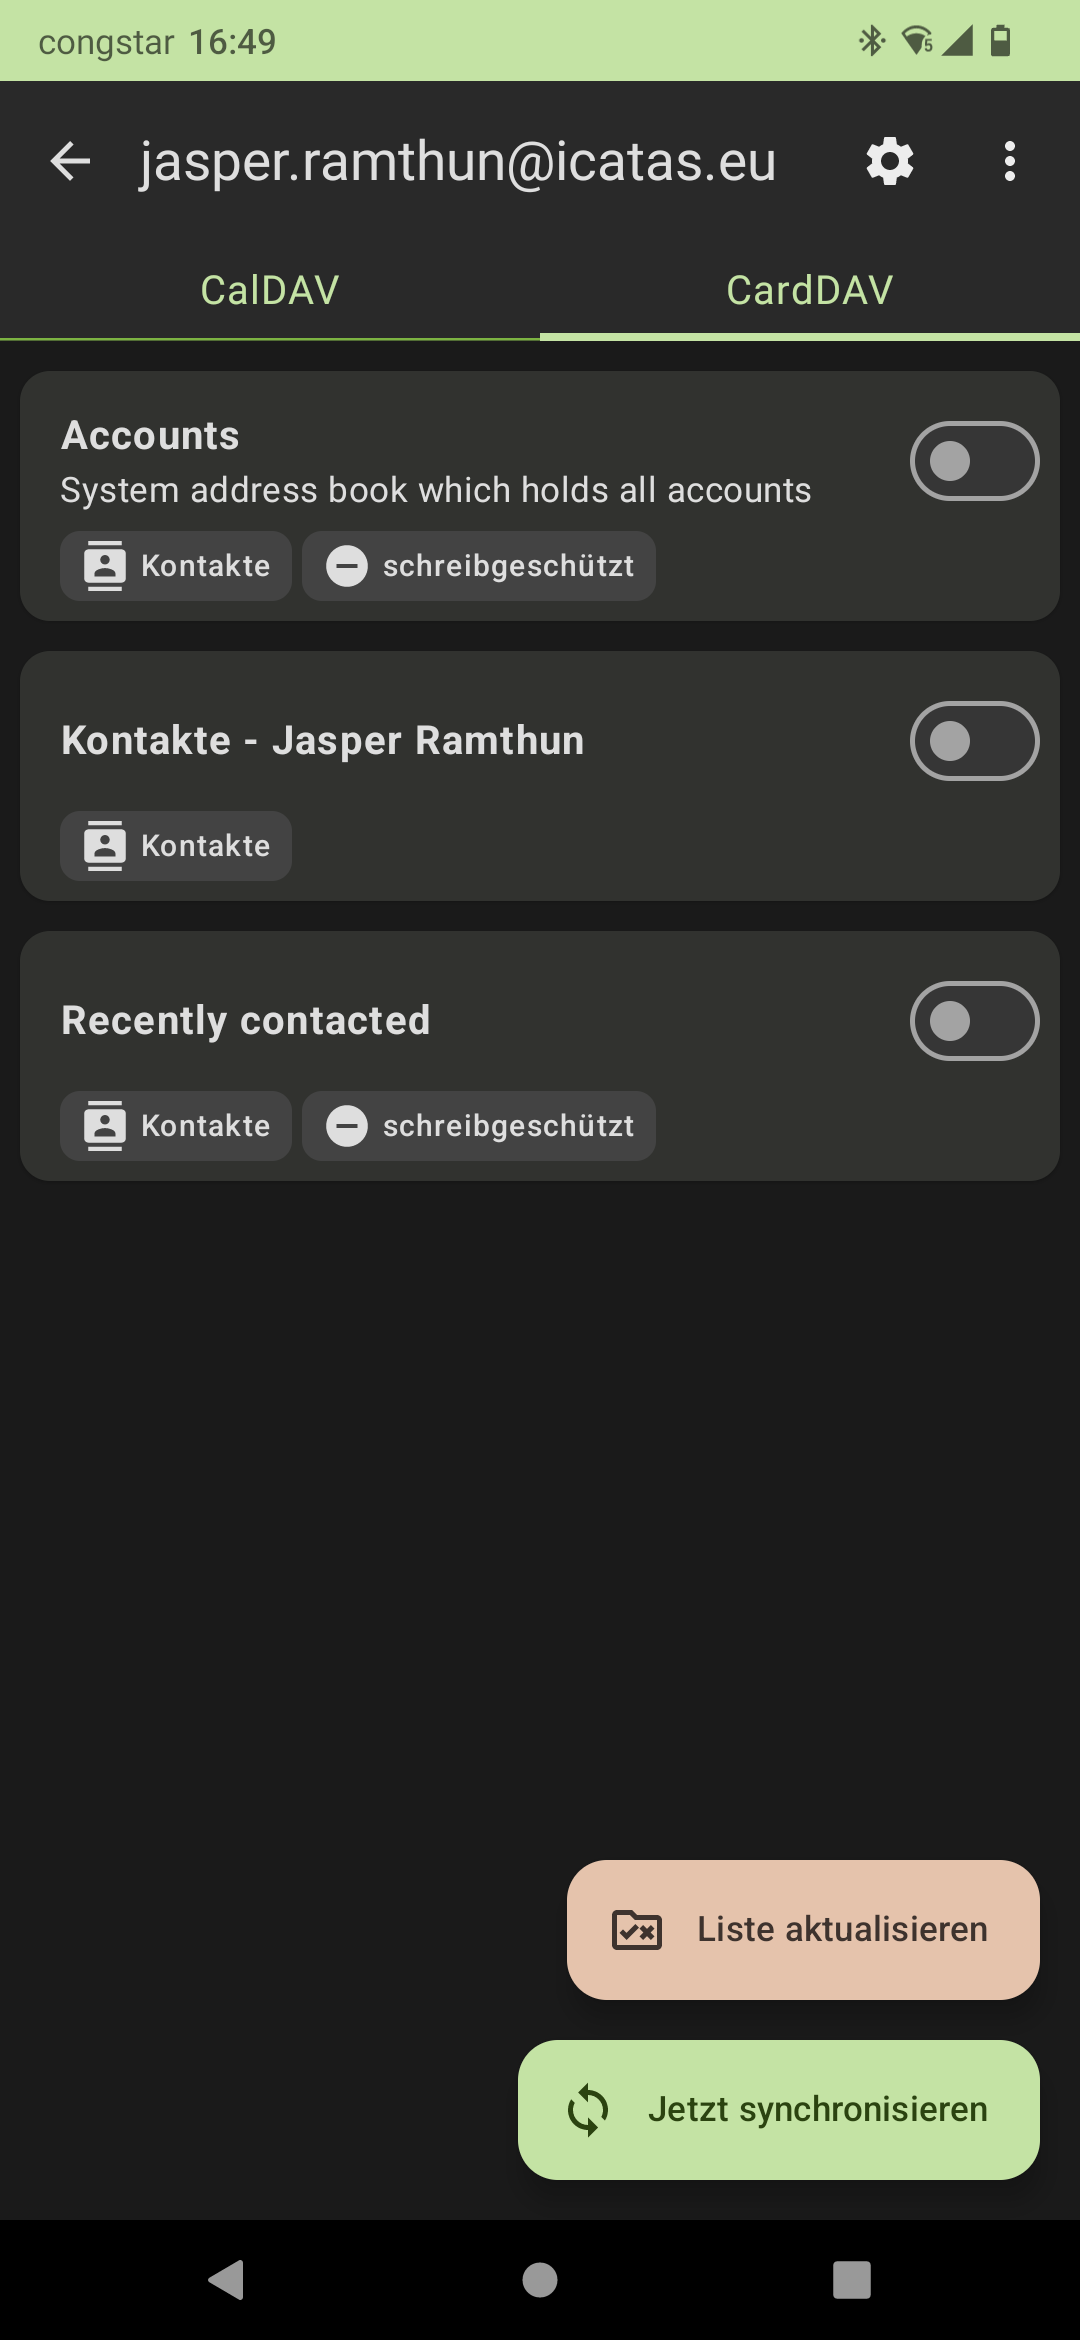 congstar 16:49
5
jasper.ramthun@icatas.eu
CalDAV
CardDAV
Accounts
System address book which holds all accounts
Kontakte
schreibgeschützt
Kontakte - Jasper Ramthun
Kontakte
Recently contacted
Kontakte
schreibgeschützt
Liste aktualisieren
Jetzt synchronisieren